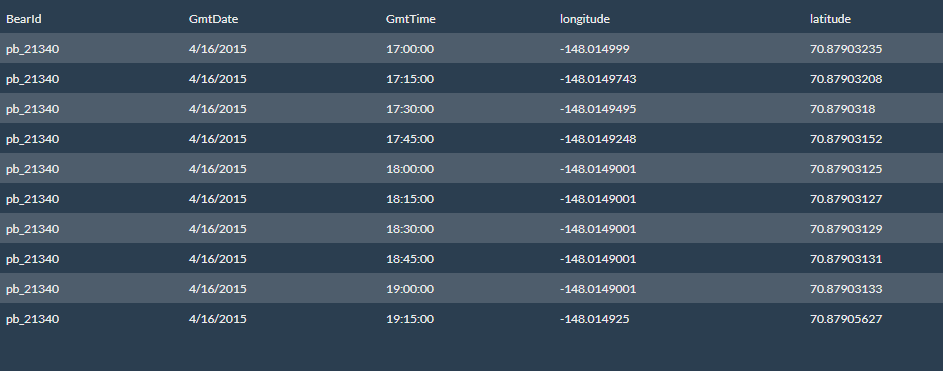 BearId GmtDate GmtTime longitude latitude
pb_21340 4/16/2015 17:00:00 -148.014999 70.87903235
pb_21340 4/16/2015 17:15:00 -148.0149743 70.87903208
pb_21340 4/16/2015 17:30:00 -148.0149495 70.8790318
pb_21340 4/16/2015 17:45:00 -148.0149248 70.87903152
pb_21340 4/16/2015 18:00:00 -148.0149001 70.87903125
pb_21340 4/16/2015 18:15:00 -148.0149001 70.87903127
pb_21340 4/16/2015 18:30:00 -148.0149001 70.87903129
pb_21340 4/16/2015 18:45:00 -148.0149001 70.87903131
pb_21340 4/16/2015 19:00:00 -148.0149001 70.87903133
pb_21340 4/16/2015 19:15:00 -148.014925 70.87905627